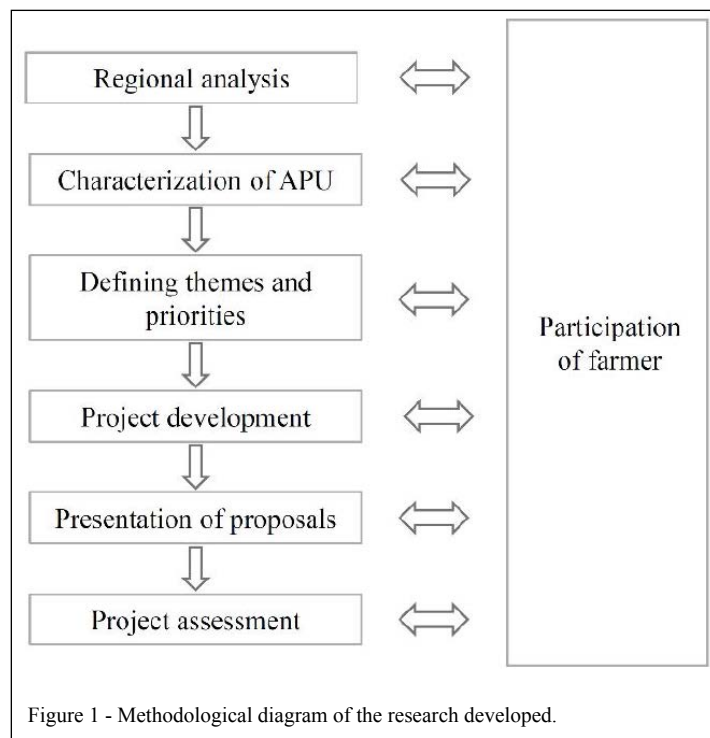 Regional analysis
Characterization of APU
Defining themes and
priorities
Project development
Presentation of proposals
Project assessment
Participation
of farmer
Figure 1 - Methodological diagram of the research developed.